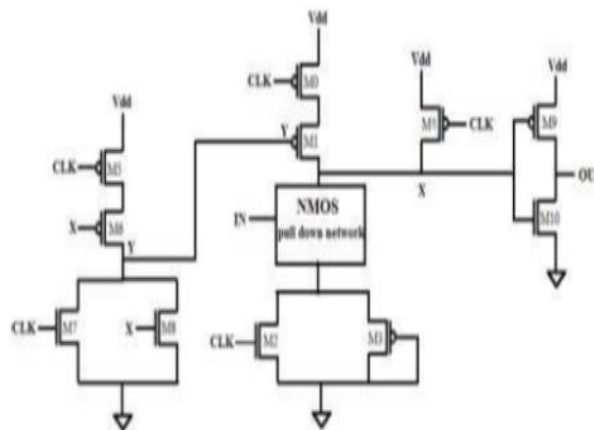 Vdd
CLK
M0
Vdd
Vdd
Vdd
Y
M1
CLK
M9
CLK
M5
X
OU
X
M6
Y
IN
NMOS
pull down network
M10
CLK
M7
X
M8
CLK
M2
M3